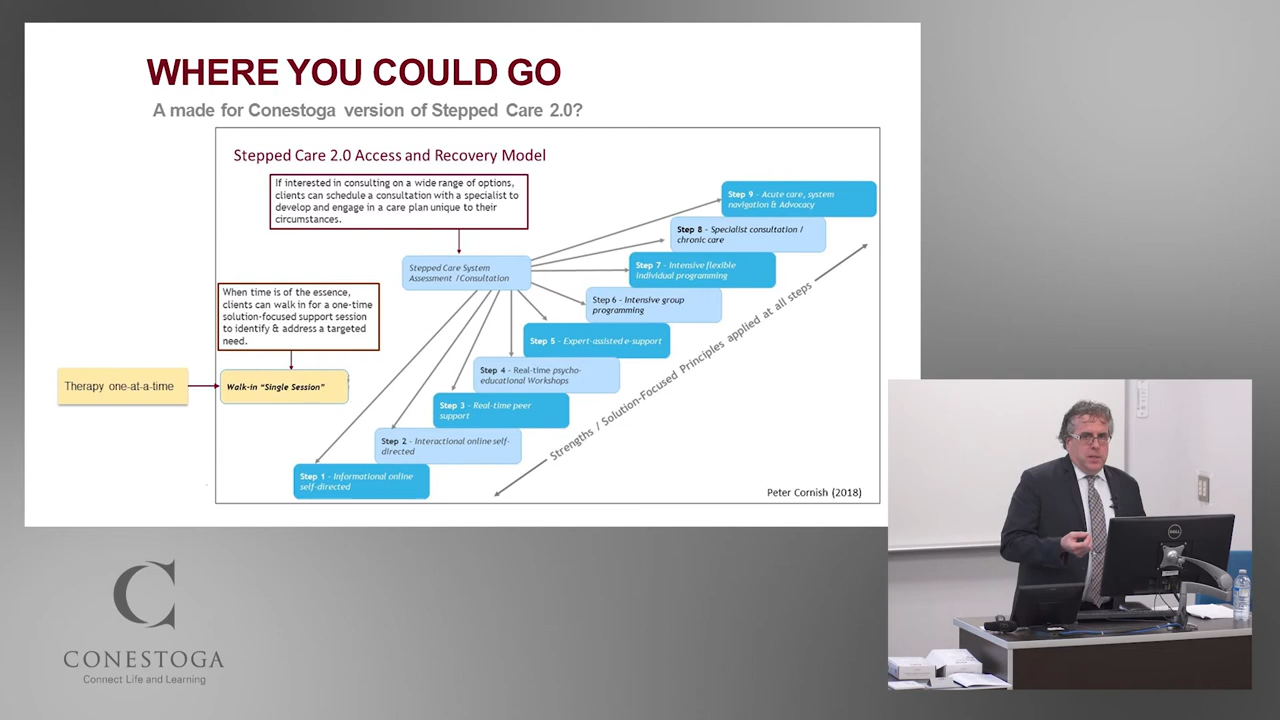 WHERE YOU COULD GO
A made for Conestoga version of Stepped Care 2.0?
Stepped Care 2.0 Access and Recovery Model
If interested in consulting on a wide range of options,
clients can schedule a consultation with a specialist to
develop and engage in a care plan unique to their
circumstances.
Stepped Care System
Assessment /Consultation
When time is of the essence,
clients can walk in for a one-time
solution-focused support session
to identify & address a targeted
need.
Therapy one-at-a-time
Walk-in "Single Session"
Step 9 - Acute care, system
navigation & Advocacy
Step 8 - Specialist consultation /
chronic care
Step 7 - Intensive flexible
individual programming
Step 6 - Intensive group
programming
Step 5 - Expert-assisted e-support
Step 4 - Real-time psycho-
educational Workshops
Step 3 - Real-time peer
support
Step 2 - Interactional online self-
directed
Step 1 - Informational online
self-directed
Strengths / Solution-Focused Principles applied at all steps
Peter Cornish (2018)
C
CONESTOGA
Connect Life and Learning
DELL